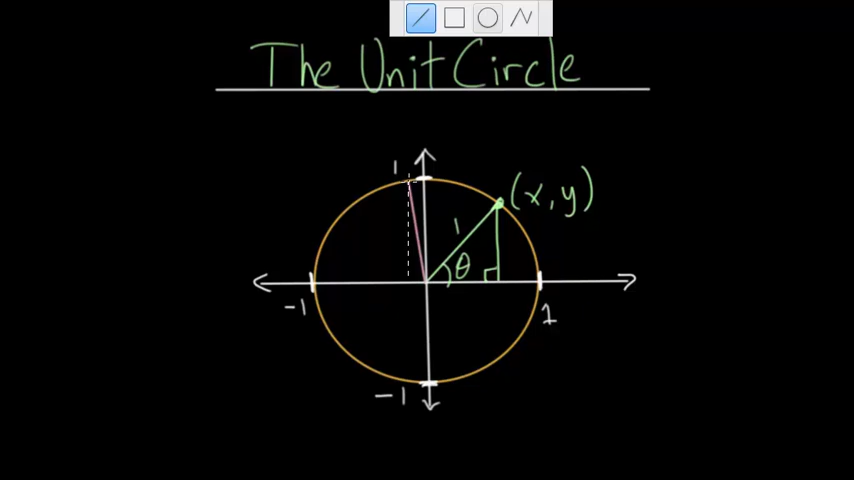 The Unit Circle
1
(x,y)
1
θ
-1
1
-1